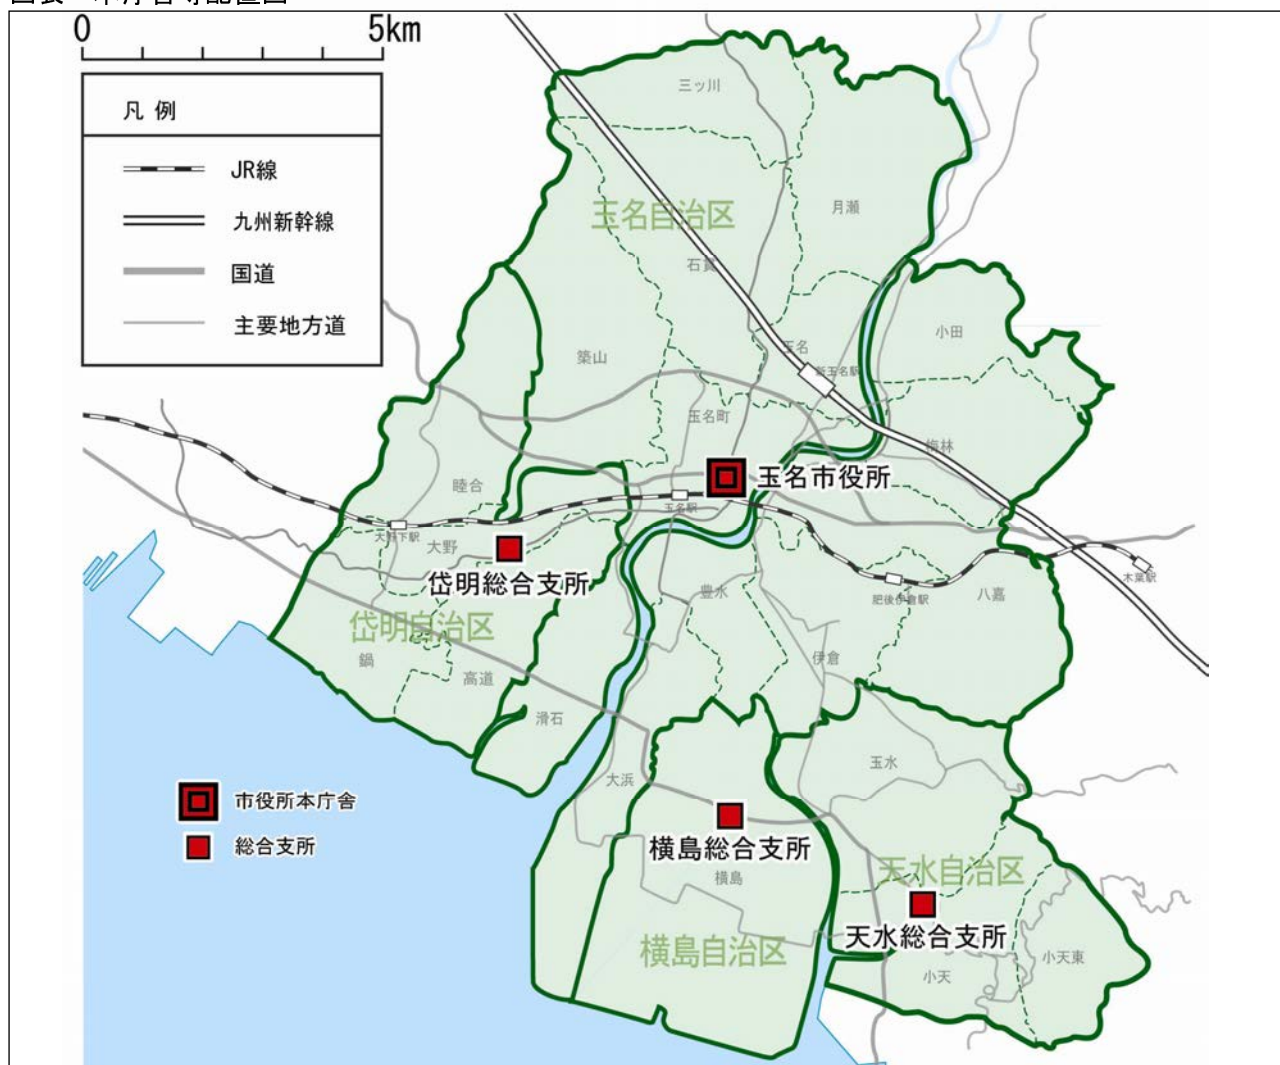 0 5km
凡 例
JR線
九州新幹線
国道
主要地方道
三ッ川
月瀬
玉名自治区
石貫
小田
築山
玉名
新玉名駅
玉名町
梅林
玉名市役所
睦合
玉名駅
大野下駅
大野
岱明総合支所
木葉駅
肥後伊倉駅
八嘉
豊水
岱明自治区
伊倉
鍋
高道
滑石
玉水
大浜
市役所本庁舎
総合支所
横島総合支所
横島
天水自治区
天水総合支所
横島自治区
小天
小天東